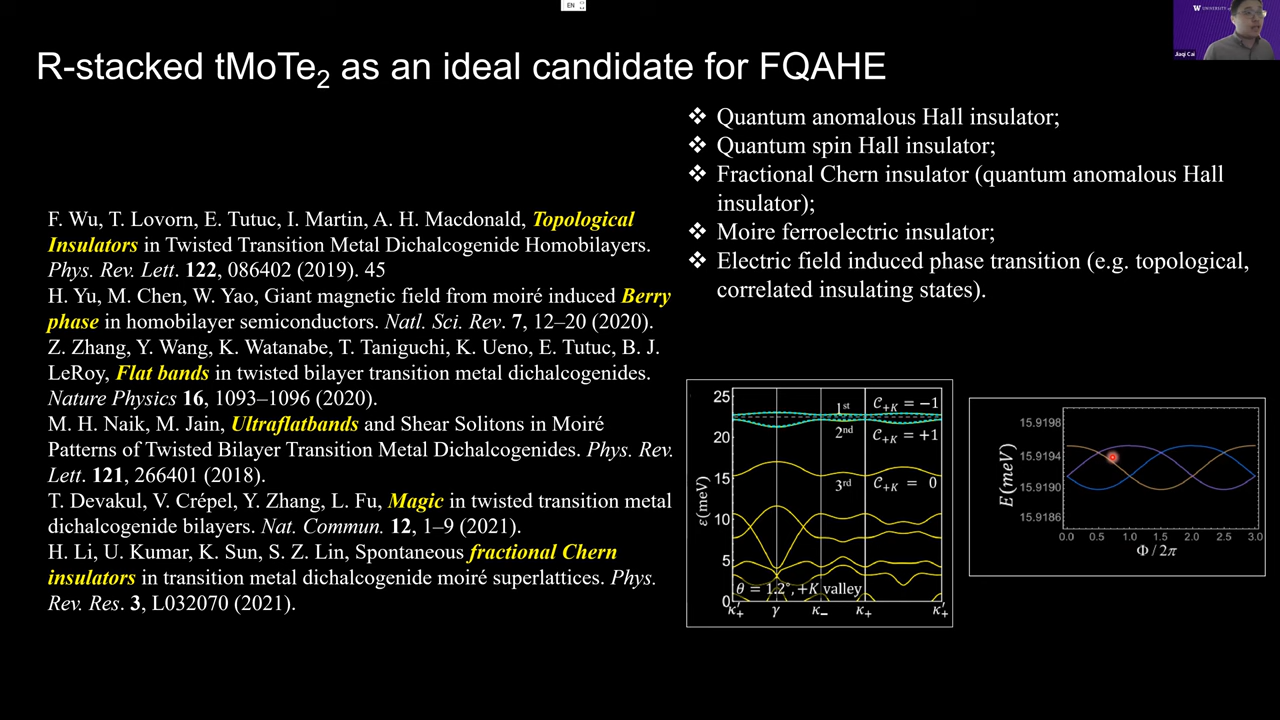 EN
W UNIVERSITY of
Jiaqi Cai
R-stacked tMoTe₂ as an ideal candidate for FQAHE
F. Wu, T. Lovorn, E. Tutuc, I. Martin, A. H. Macdonald, Topological
Insulators in Twisted Transition Metal Dichalcogenide Homobilayers.
Phys. Rev. Lett. 122, 086402 (2019). 45
H. Yu, M. Chen, W. Yao, Giant magnetic field from moiré induced Berry
phase in homobilayer semiconductors. Natl. Sci. Rev. 7, 12–20 (2020).
Z. Zhang, Y. Wang, K. Watanabe, T. Taniguchi, K. Ueno, E. Tutuc, B. J.
LeRoy, Flat bands in twisted bilayer transition metal dichalcogenides.
Nature Physics 16, 1093–1096 (2020).
M. H. Naik, M. Jain, Ultraflatbands and Shear Solitons in Moiré
Patterns of Twisted Bilayer Transition Metal Dichalcogenides. Phys. Rev.
Lett. 121, 266401 (2018).
T. Devakul, V. Crépel, Y. Zhang, L. Fu, Magic in twisted transition metal
dichalcogenide bilayers. Nat. Commun. 12, 1–9 (2021).
H. Li, U. Kumar, K. Sun, S. Z. Lin, Spontaneous fractional Chern
insulators in transition metal dichalcogenide moiré superlattices. Phys.
Rev. Res. 3, L032070 (2021).
❖ Quantum anomalous Hall insulator;
❖ Quantum spin Hall insulator;
❖ Fractional Chern insulator (quantum anomalous Hall
insulator);
❖ Moire ferroelectric insulator;
❖ Electric field induced phase transition (e.g. topological,
correlated insulating states).
ε(meV)
25
20
15
10
5
0
1st
2nd
3rd
C+K = −1
C+K = +1
C+K = 0
θ = 1.2°, +K valley
κ′+ γ κ− κ+ κ′+
E(meV)
15.9198
15.9194
15.9190
15.9186
0.0 0.5 1.0 1.5 2.0 2.5 3.0
Φ/2π